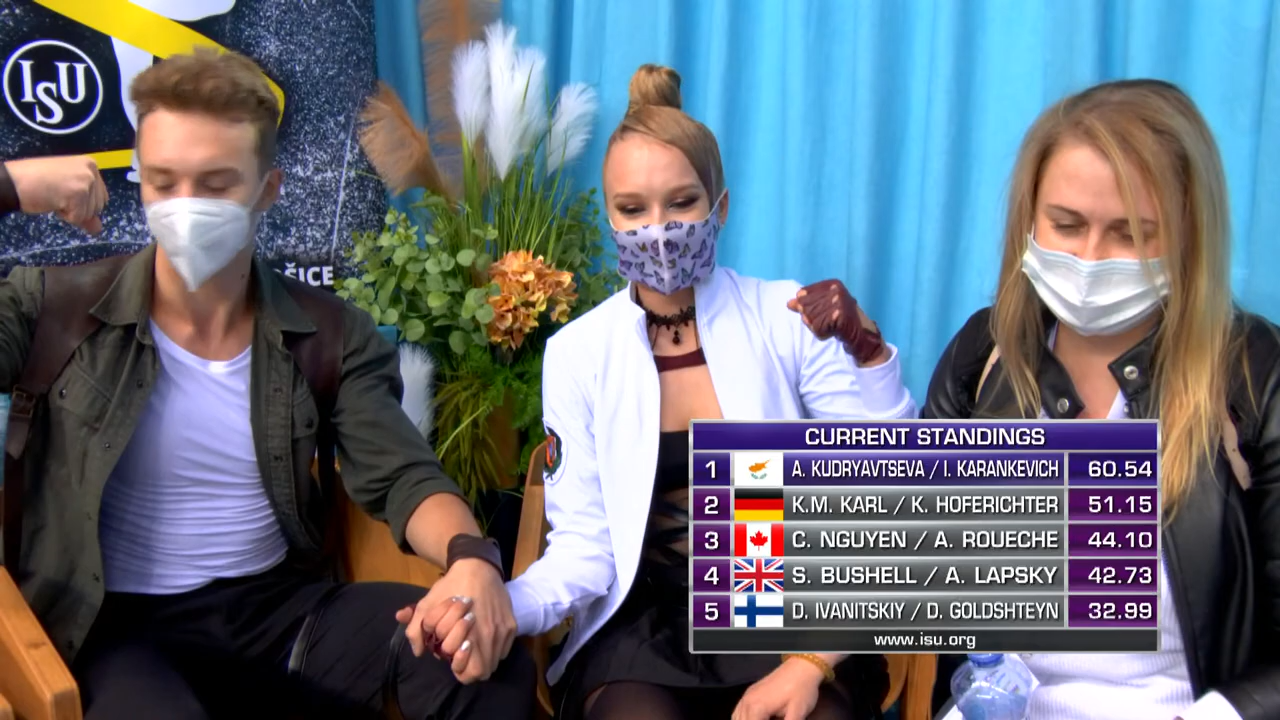 ISU
ŠICE
CURRENT STANDINGS
1 A. KUDRYAVTSEVA / I. KARANKEVICH 60.54
2 K.M. KARL / K. HOFERICHTER 51.15
3 C. NGUYEN / A. ROUECHE 44.10
4 S. BUSHELL / A. LAPSKY 42.73
5 D. IVANITSKIY / D. GOLDSHTEYN 32.99
www.isu.org